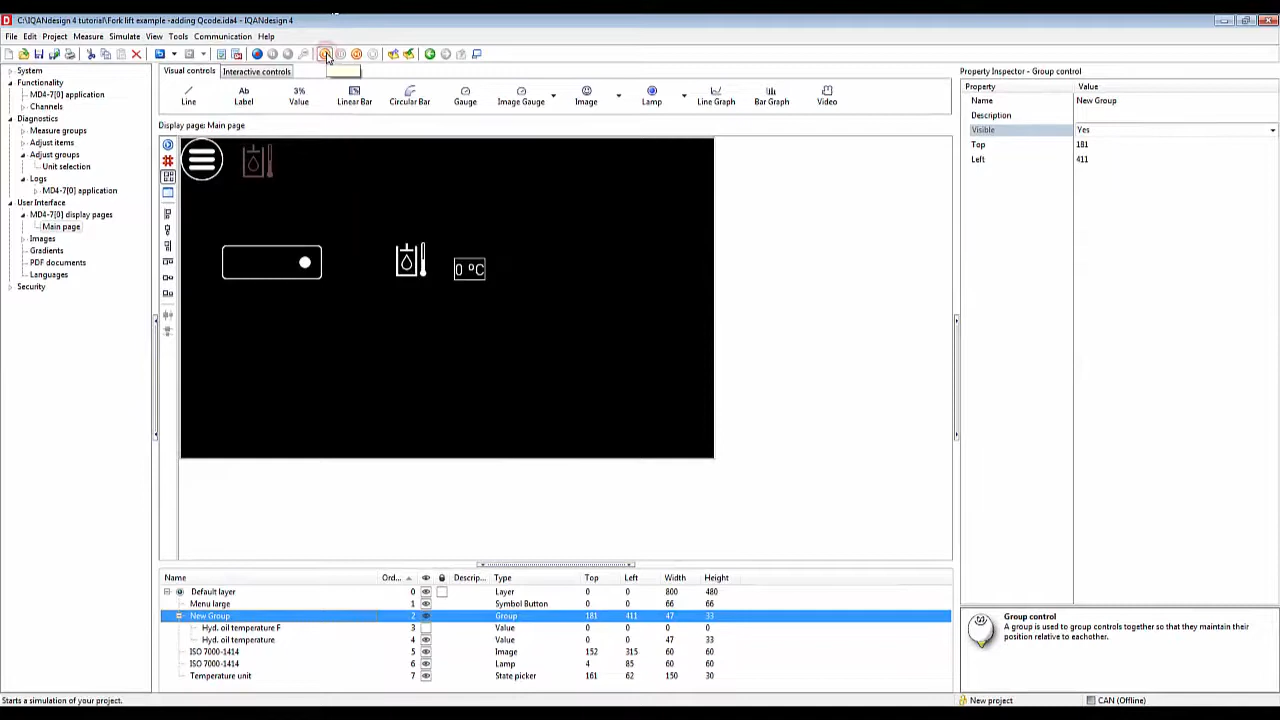 C:\IQANdesign 4 tutorial\Fork lift example -adding Qcode.ida4 - IQANdesign 4
File Edit Project Measure Simulate View Tools Communication Help
System
Functionality
MD4-7[0] application
Channels
Diagnostics
Measure groups
Adjust items
Adjust groups
Unit selection
Logs
MD4-7[0] application
User Interface
MD4-7[0] display pages
Main page
Images
Gradients
PDF documents
Languages
Security
Visual controls Interactive controls
Ab 3%
Line Label Value Linear Bar Circular Bar Gauge Image Gauge Image Lamp Line Graph Bar Graph Video
Display page: Main page
0 °C
Property Inspector - Group control
Property Value
Name New Group
Description
Visible Yes
Top 181
Left 411
Name Ord... Descrip... Type Top Left Width Height
Default layer 0 Layer 0 0 800 480
Menu large 1 Symbol Button 0 0 66 66
New Group 2 Group 181 411 47 33
Hyd. oil temperature F 3 Value 0 0 0 0
Hyd. oil temperature 4 Value 0 0 47 33
ISO 7000-1414 5 Image 152 315 60 60
ISO 7000-1414 6 Lamp 4 85 60 60
Temperature unit 7 State picker 161 62 150 30
Group control
A group is used to group controls together so that they maintain their
position relative to eachother.
Starts a simulation of your project. New project CAN (Offline)